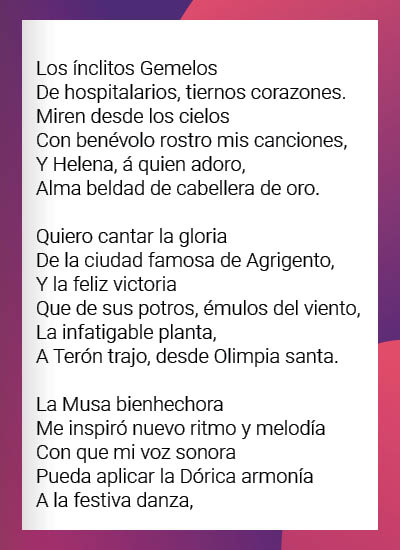 Los ínclitos Gemelos
De hospitalarios, tiernos corazones.
Miren desde los cielos
Con benévolo rostro mis canciones,
Y Helena, á quien adoro,
Alma beldad de cabellera de oro.

Quiero cantar la gloria
De la ciudad famosa de Agrigento,
Y la feliz victoria
Que de sus potros, émulos del viento,
La infatigable planta,
A Terón trajo, desde Olimpia santa.

La Musa bienhechora
Me inspiró nuevo ritmo y melodía
Con que mi voz sonora
Pueda aplicar la Dórica armonía
A la festiva danza,